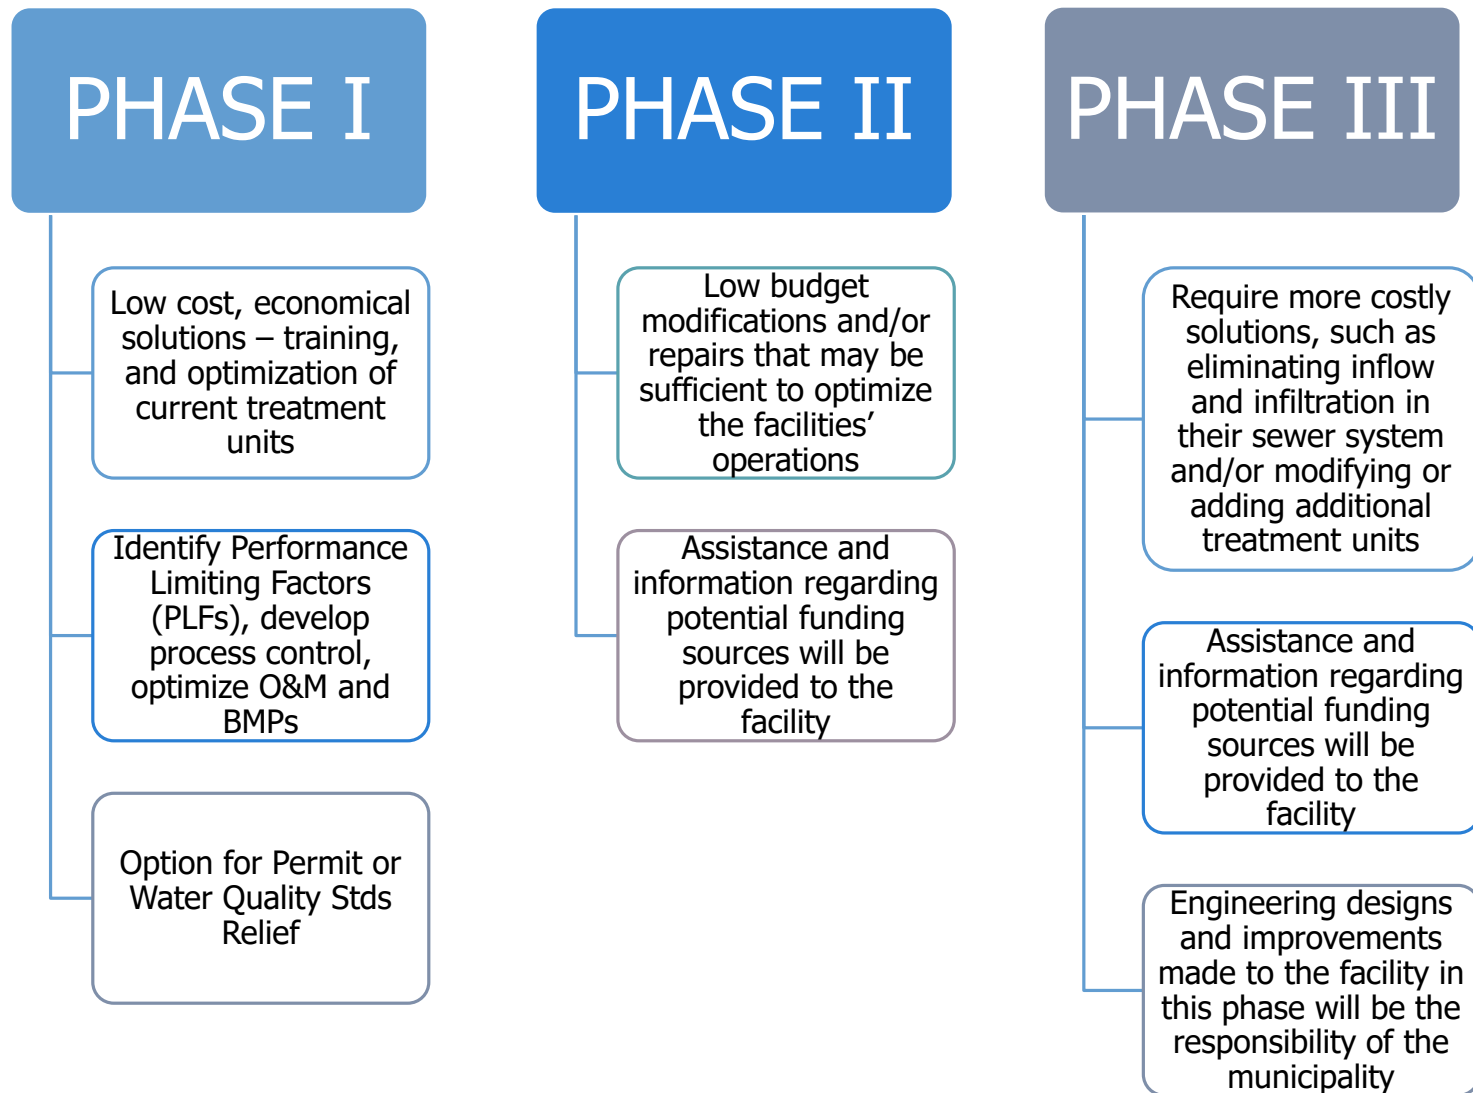 PHASE I
Low cost, economical
solutions – training,
and optimization of
current treatment
units
Identify Performance
Limiting Factors
(PLFs), develop
process control,
optimize O&M and
BMPs
Option for Permit or
Water Quality Stds
Relief
PHASE II
Low budget
modifications and/or
repairs that may be
sufficient to optimize
the facilities’
operations
Assistance and
information regarding
potential funding
sources will be
provided to the
facility
PHASE III
Require more costly
solutions, such as
eliminating inflow
and infiltration in
their sewer system
and/or modifying or
adding additional
treatment units
Assistance and
information regarding
potential funding
sources will be
provided to the
facility
Engineering designs
and improvements
made to the facility in
this phase will be the
responsibility of the
municipality